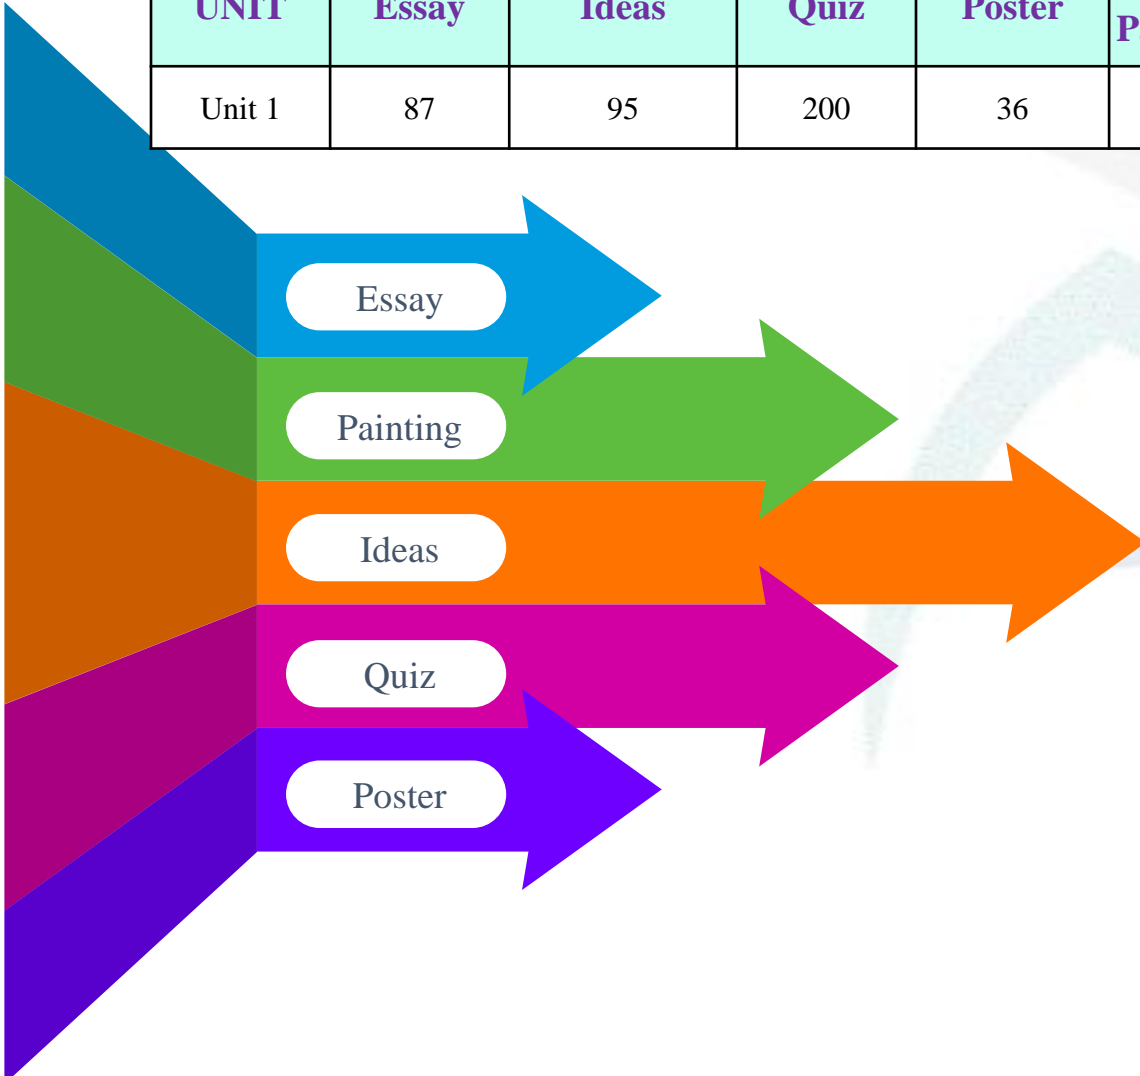 UNIT Essay Ideas Quiz Poster
Unit 1 87 95 200 36
Essay
Painting
Ideas
Quiz
Poster